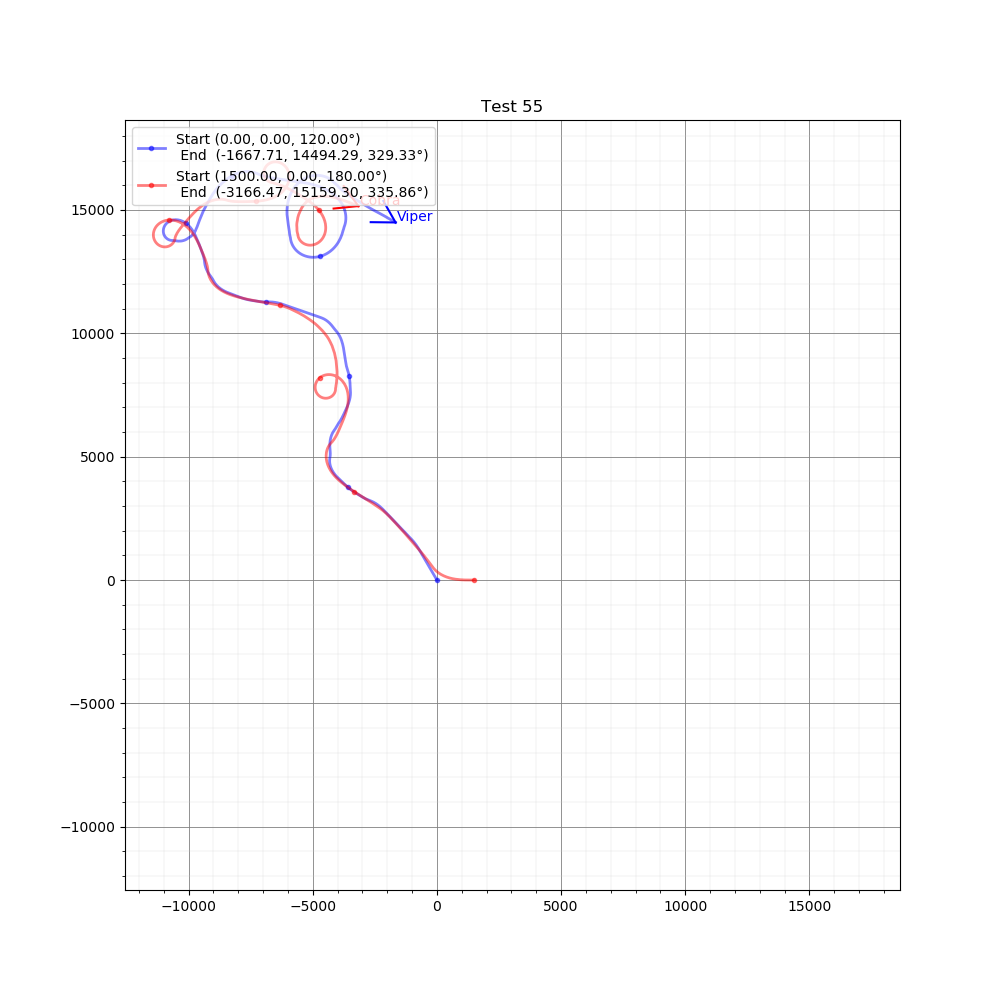 Test 55
Start (0.00, 0.00, 120.00°)
End (-1667.71, 14494.29, 329.33°)
Start (1500.00, 0.00, 180.00°)
End (-3166.47, 15159.30, 335.86°)
Viper
15000
10000
5000
0
−5000
−10000
−10000 −5000 0 5000 10000 15000